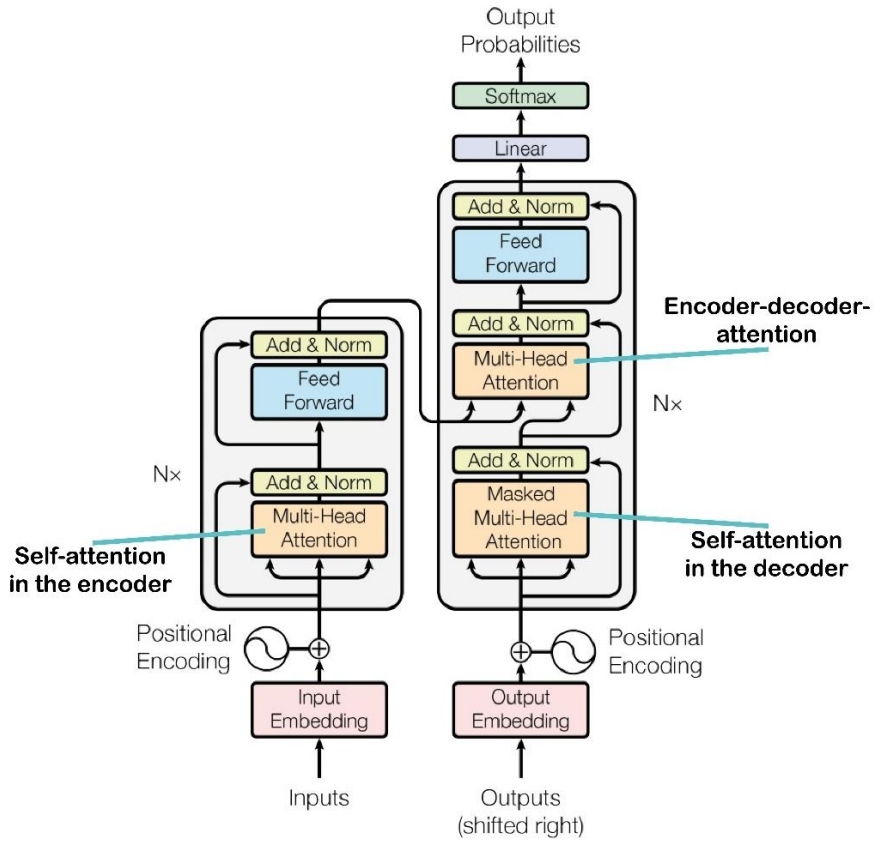 Output
Probabilities
Softmax
Linear
Add & Norm
Feed
Forward
Add & Norm
Multi-Head
Attention
Encoder-decoder-
attention
Nx
Add & Norm
Masked
Multi-Head
Attention
Self-attention
in the decoder
Add & Norm
Feed
Forward
Nx
Add & Norm
Multi-Head
Attention
Self-attention
in the encoder
Positional
Encoding
Positional
Encoding
Input
Embedding
Output
Embedding
Inputs
Outputs
(shifted right)